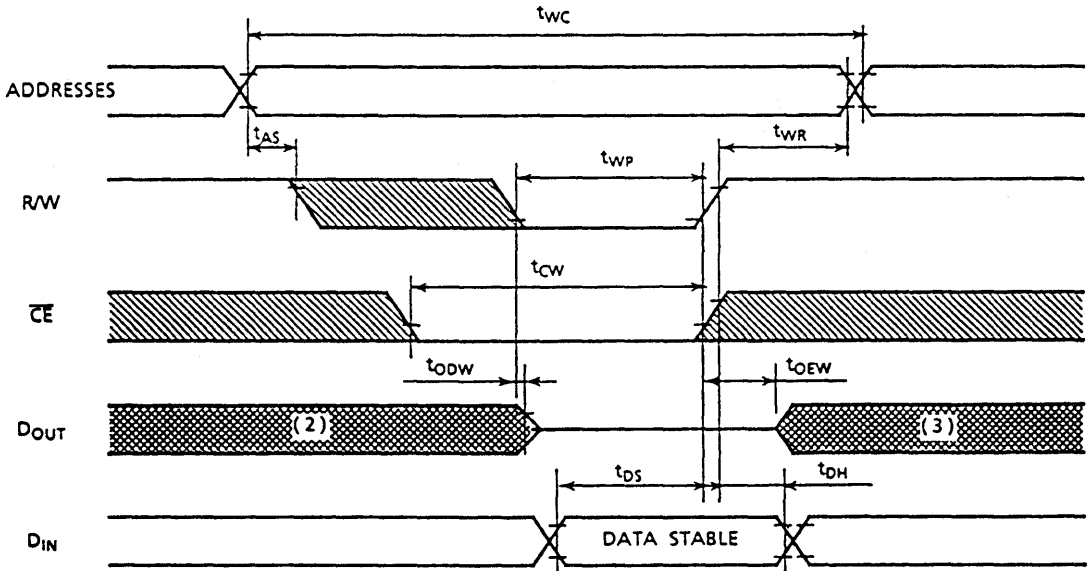 tWC
ADDRESSES
tAS
tWR
tWP
R/W
tCW
CE
tODW
tOEW
DOUT
(2)
(3)
tDS
tDH
DIN
DATA STABLE